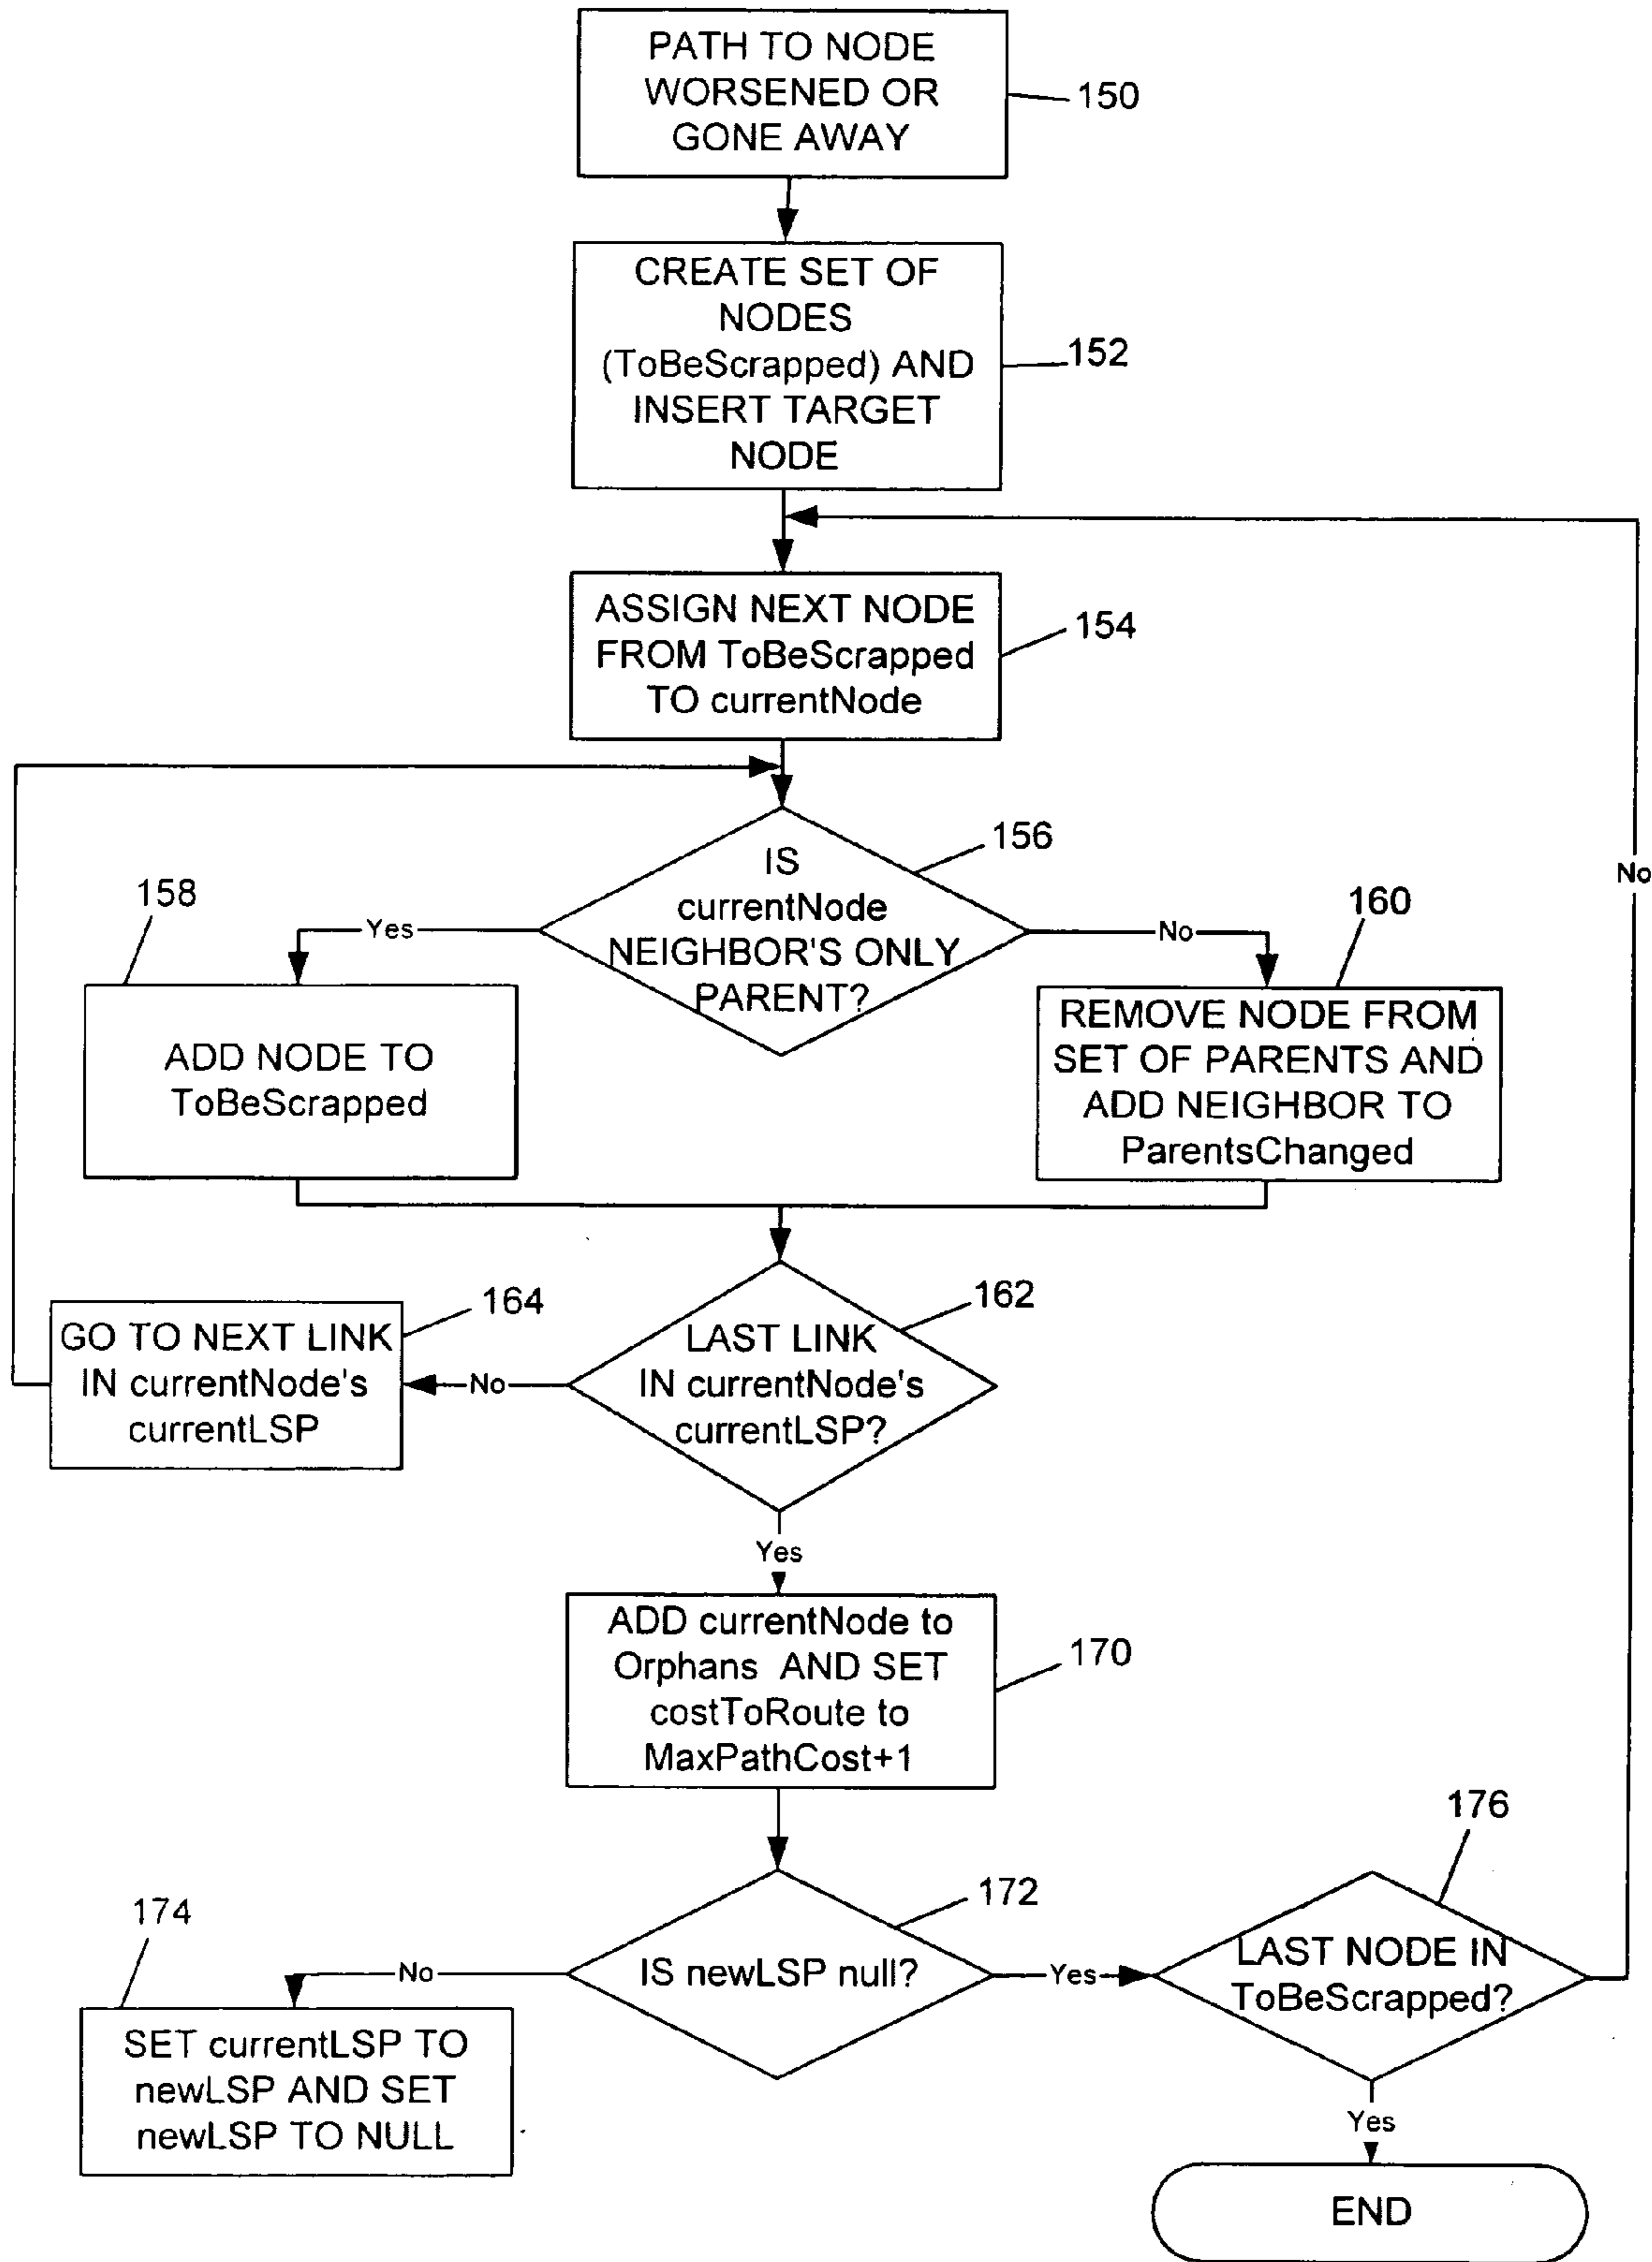 PATH TO NODE
WORSENED OR
GONE AWAY
150
CREATE SET OF
NODES
(ToBeScrapped) AND
INSERT TARGET
NODE
152
ASSIGN NEXT NODE
FROM ToBeScrapped
TO currentNode
154
IS
currentNode
NEIGHBOR'S ONLY
PARENT?
156
No
158
Yes
No
160
ADD NODE TO
ToBeScrapped
REMOVE NODE FROM
SET OF PARENTS AND
ADD NEIGHBOR TO
ParentsChanged
164
GO TO NEXT LINK
IN currentNode's
currentLSP
No
LAST LINK
IN currentNode's
currentLSP?
162
Yes
ADD currentNode to
Orphans AND SET
costToRoute to
MaxPathCost+1
170
IS newLSP null?
172
174
No
Yes
176
LAST NODE IN
ToBeScrapped?
SET currentLSP TO
newLSP AND SET
newLSP TO NULL
Yes
END